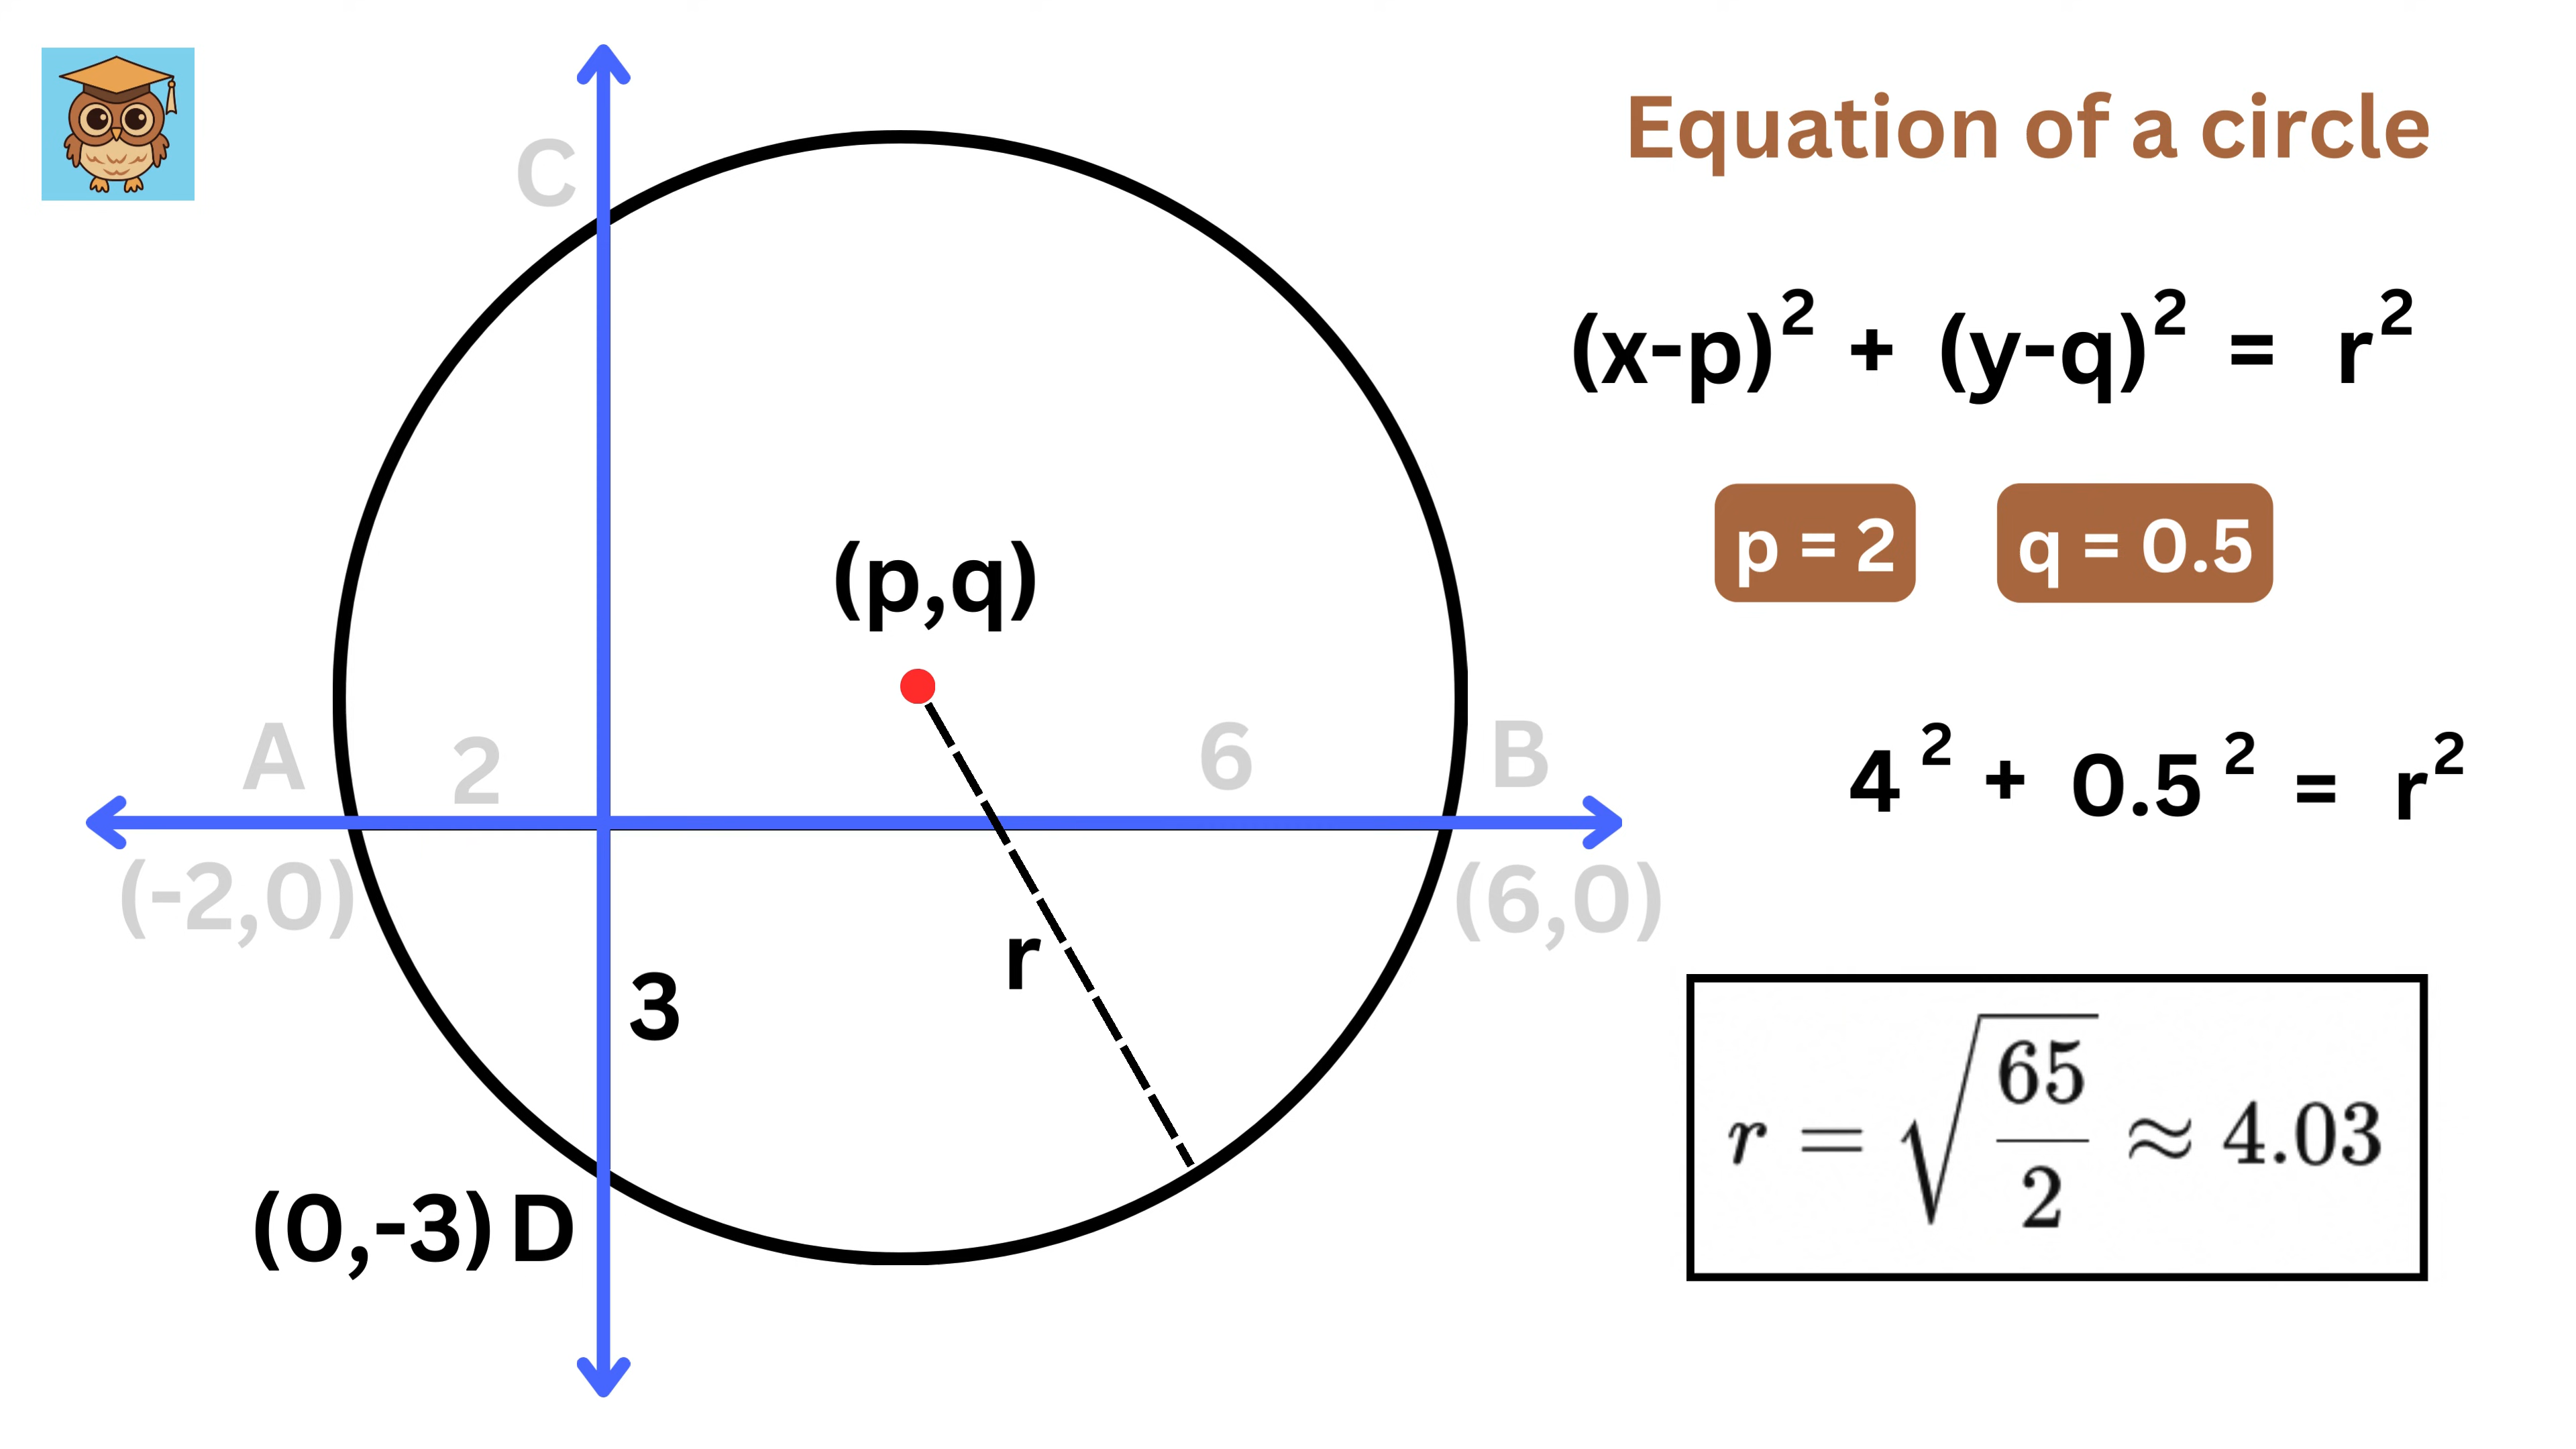 Equation of a circle
C
(x-p)² + (y-q)² = r²
p = 2
q = 0.5
(p,q)
A 2 6 B
4² + 0.5² = r²
(-2,0) (6,0)
r
3
r = √65/2 ≈ 4.03
(0,-3) D